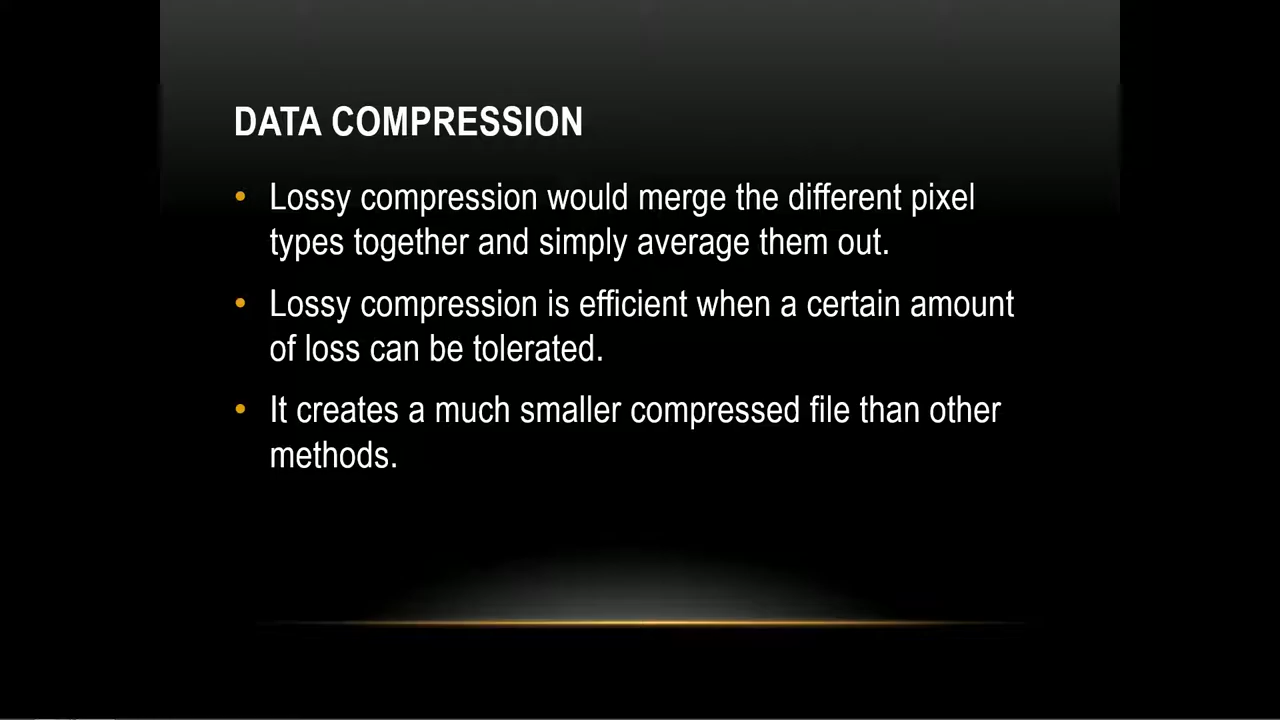 DATA COMPRESSION
• Lossy compression would merge the different pixel
types together and simply average them out.
• Lossy compression is efficient when a certain amount
of loss can be tolerated.
• It creates a much smaller compressed file than other
methods.